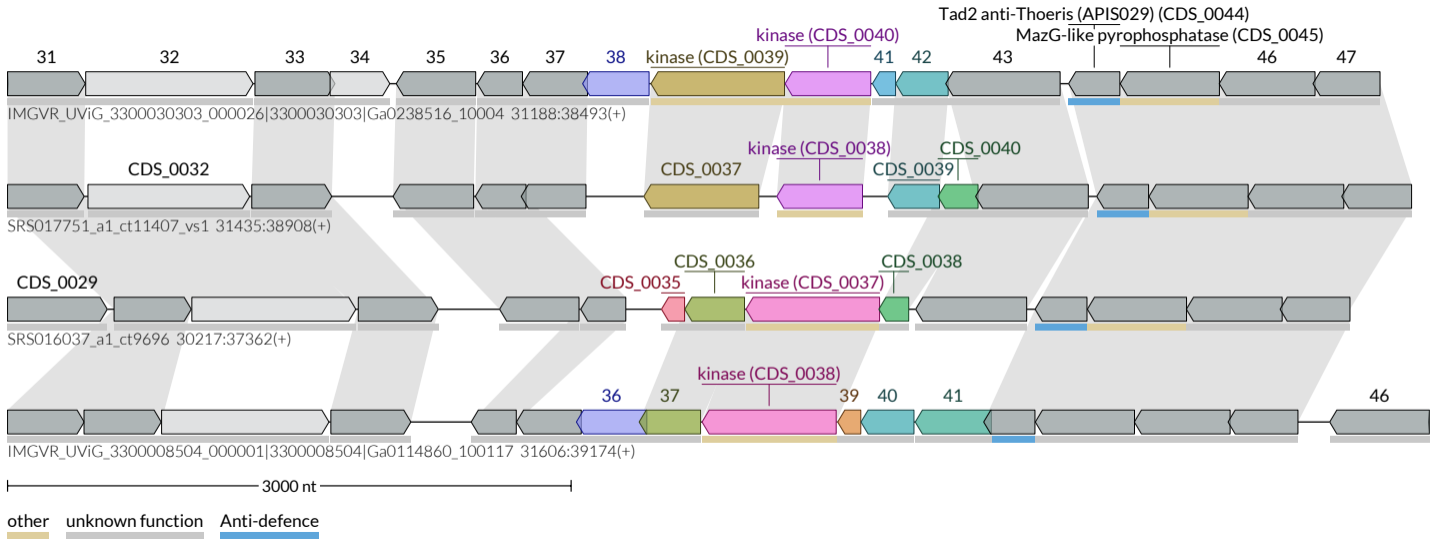 Tad2 anti-Thoeris (APIS029) (CDS_0044)
kinase (CDS_0040) MazG-like pyrophosphatase (CDS_0045)
31 32 33 34 35 36 37 38 kinase (CDS_0039) 41 42 43 46 47
IMGVR_UViG_3300030303_000026|3300030303|Ga0238516_10004 31188:38493(+)
kinase (CDS_0038) CDS_0040
CDS_0032 CDS_0037 CDS_0039
SRS017751_a1_ct11407_vs1 31435:38908(+)
CDS_0036 CDS_0038
CDS_0029 CDS_0035 kinase (CDS_0037)
SRS016037_a1_ct9696 30217:37362(+)
kinase (CDS_0038)
36 37 39 40 41 46
IMGVR_UViG_3300008504_000001|3300008504|Ga0114860_100117 31606:39174(+)
3000 nt
other unknown function Anti-defence